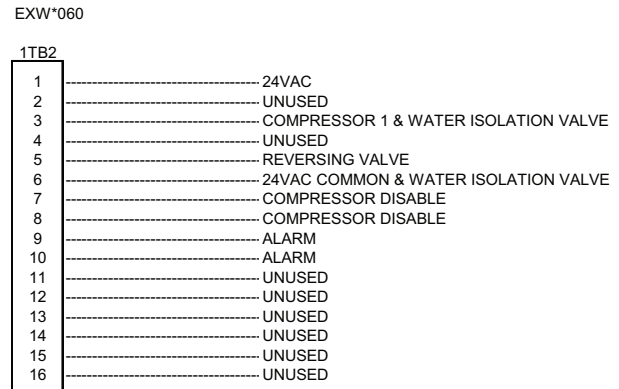 EXW*060
1TB2
1 24VAC
2 UNUSED
3 COMPRESSOR 1 & WATER ISOLATION VALVE
4 UNUSED
5 REVERSING VALVE
6 24VAC COMMON & WATER ISOLATION VALVE
7 COMPRESSOR DISABLE
8 COMPRESSOR DISABLE
9 ALARM
10 ALARM
11 UNUSED
12 UNUSED
13 UNUSED
14 UNUSED
15 UNUSED
16 UNUSED